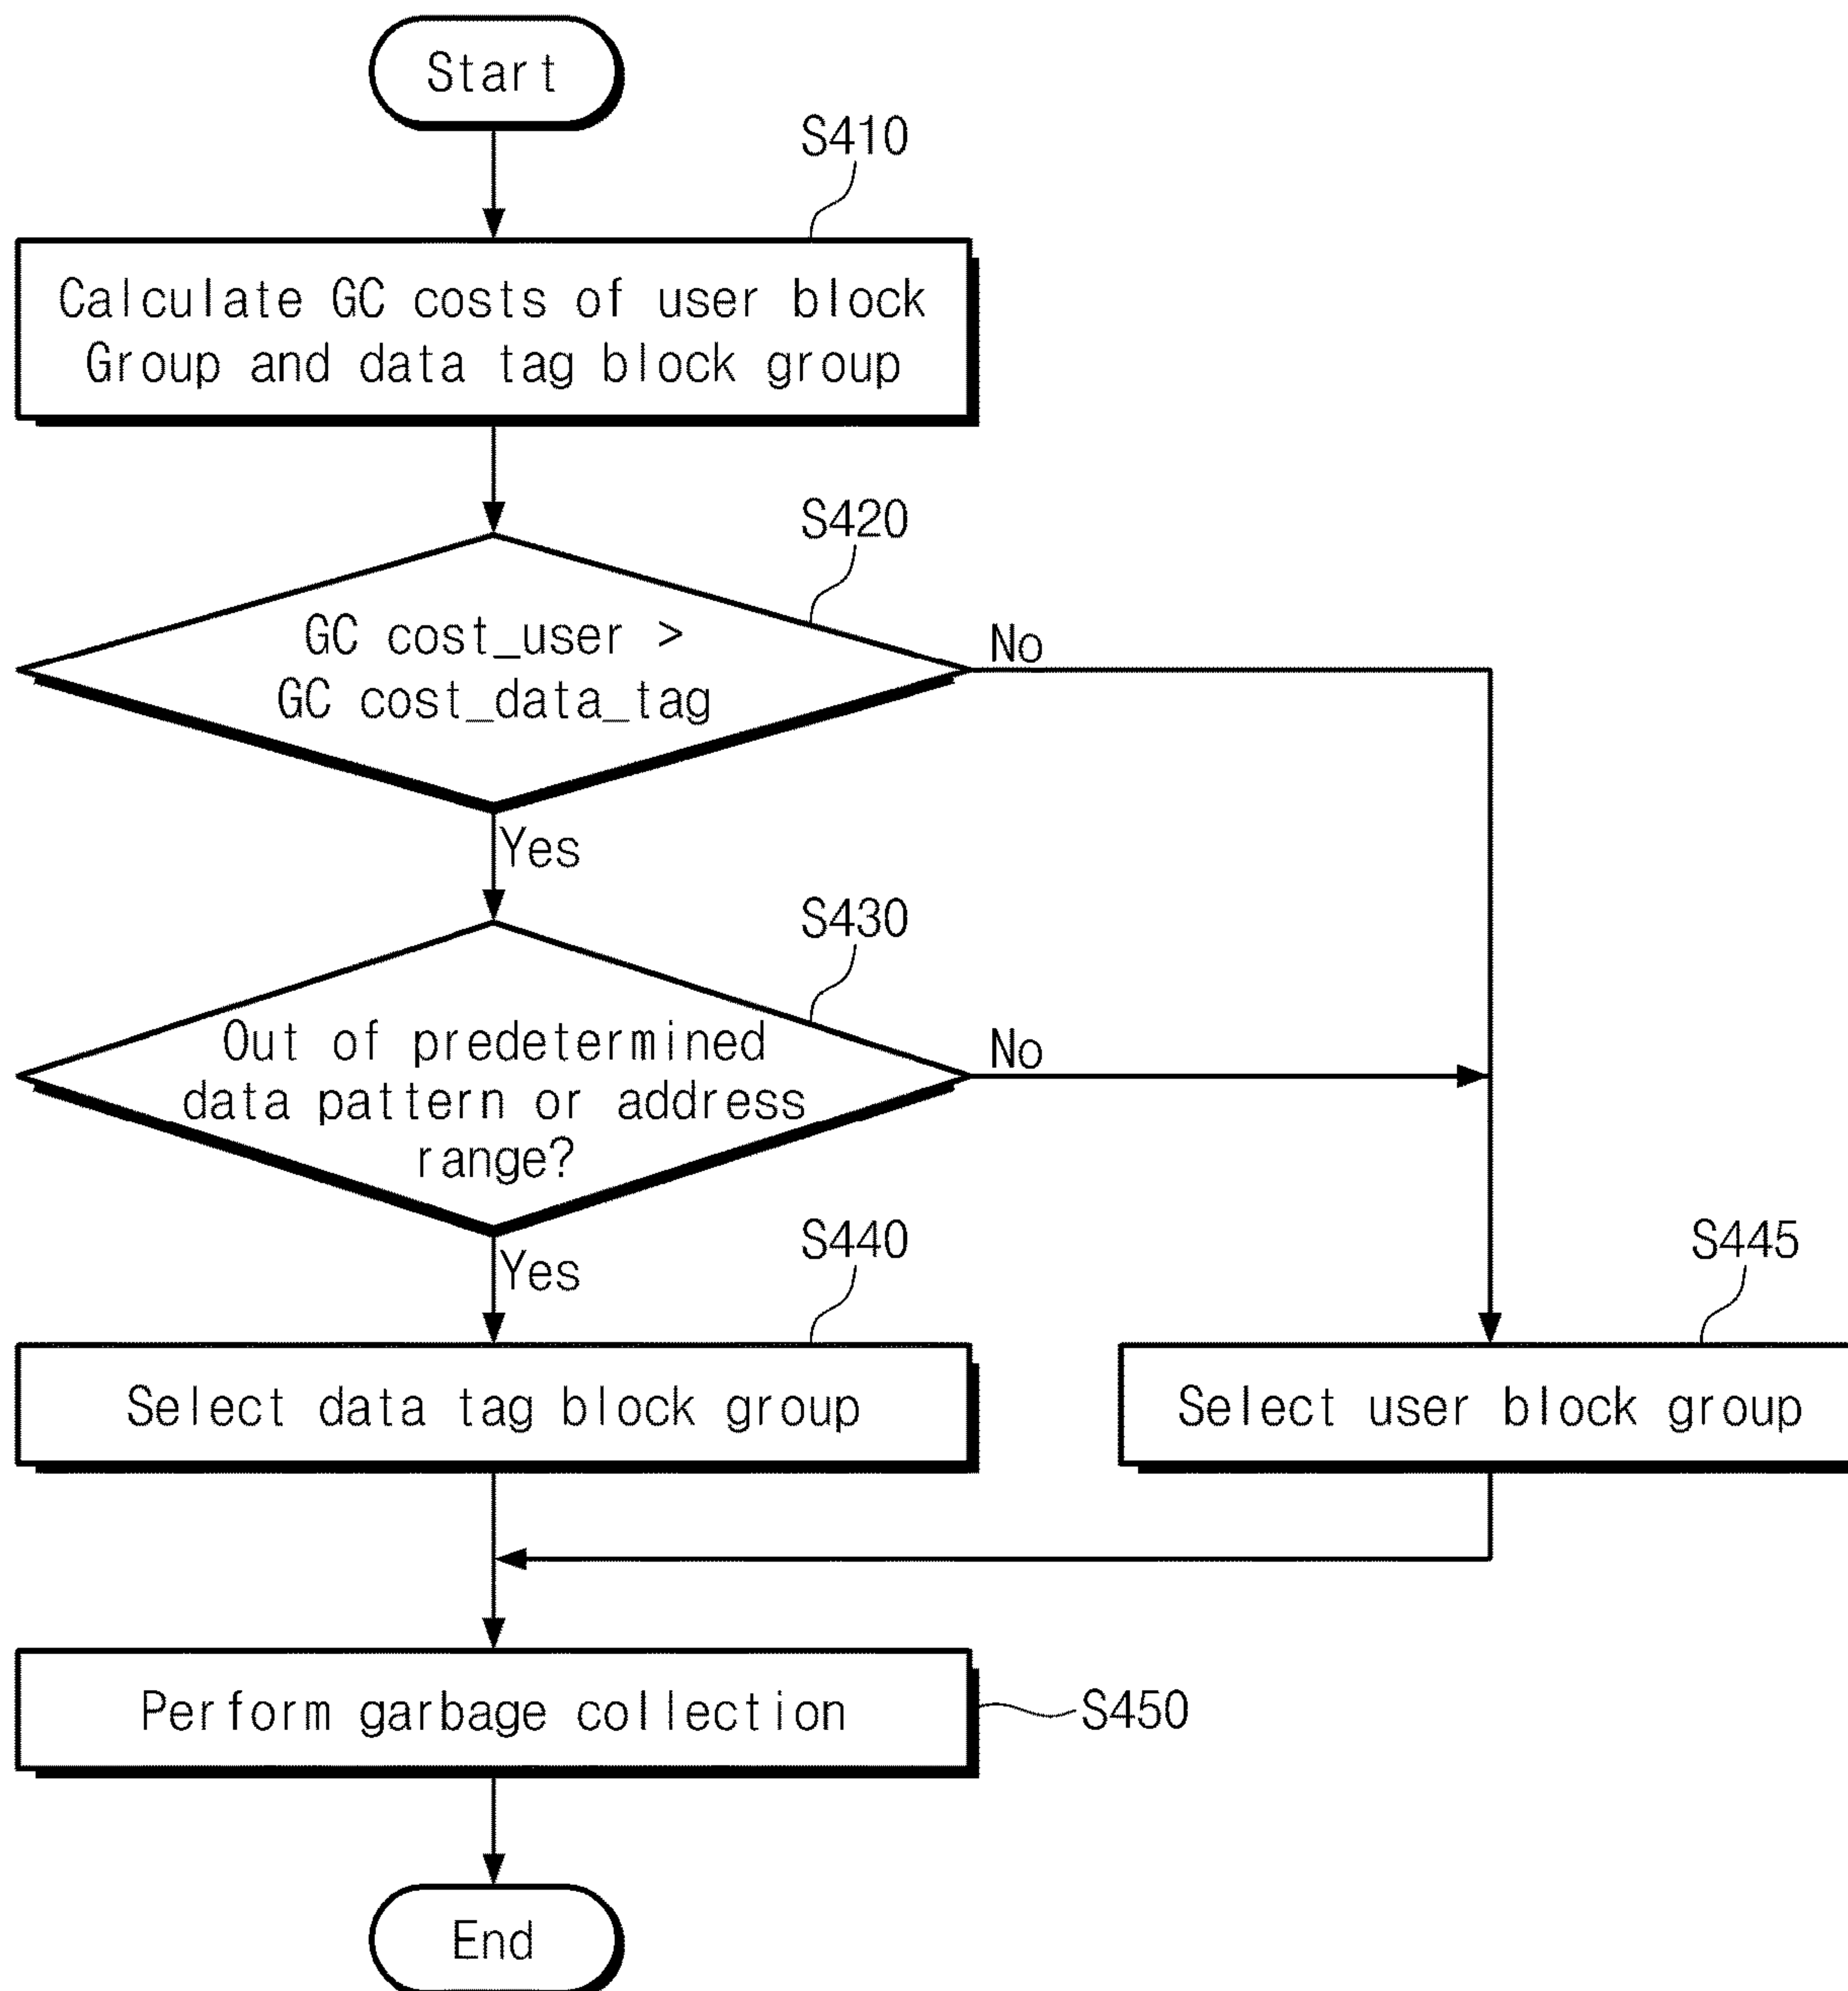 Start
S410
Calculate GC costs of user block
Group and data tag block group
S420
GC cost_user >
GC cost_data_tag
No
Yes
S430
Out of predetermined
data pattern or address
range?
No
Yes
S440
S445
Select data tag block group
Select user block group
Perform garbage collection
S450
End